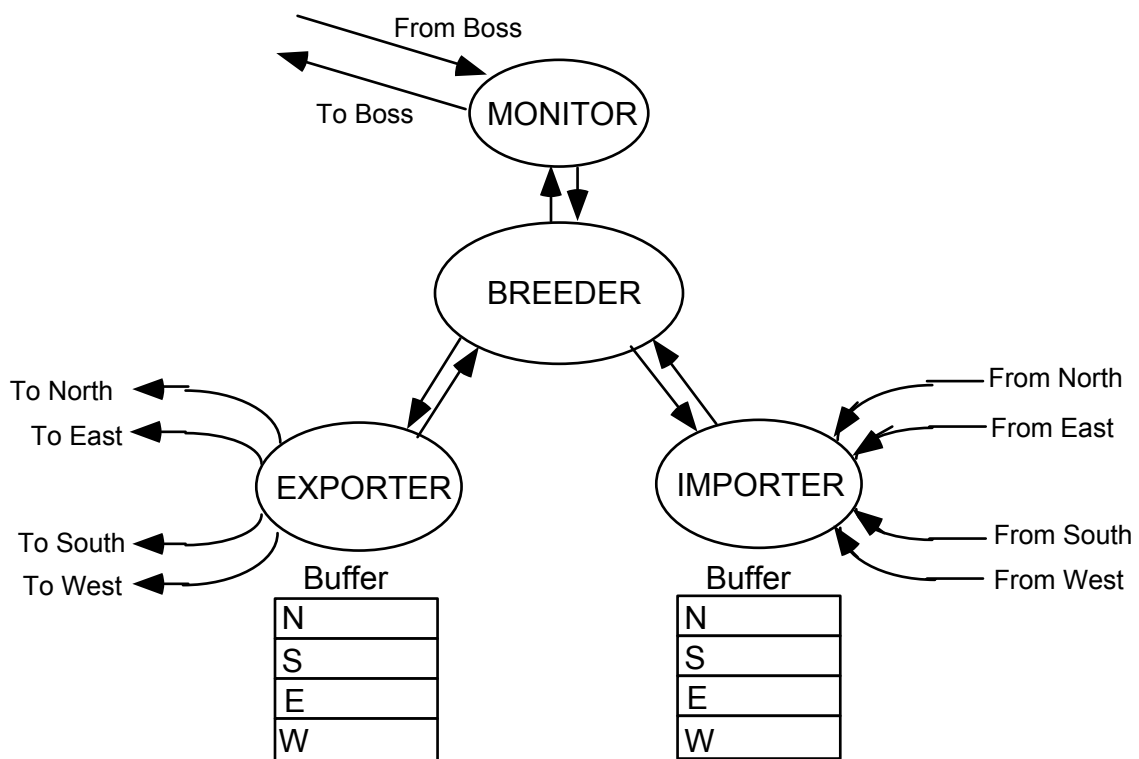 From Boss
To Boss
MONITOR
BREEDER
To North
To East
EXPORTER
To South
To West
From North
From East
IMPORTER
From South
From West
Buffer
N
S
E
W
Buffer
N
S
E
W